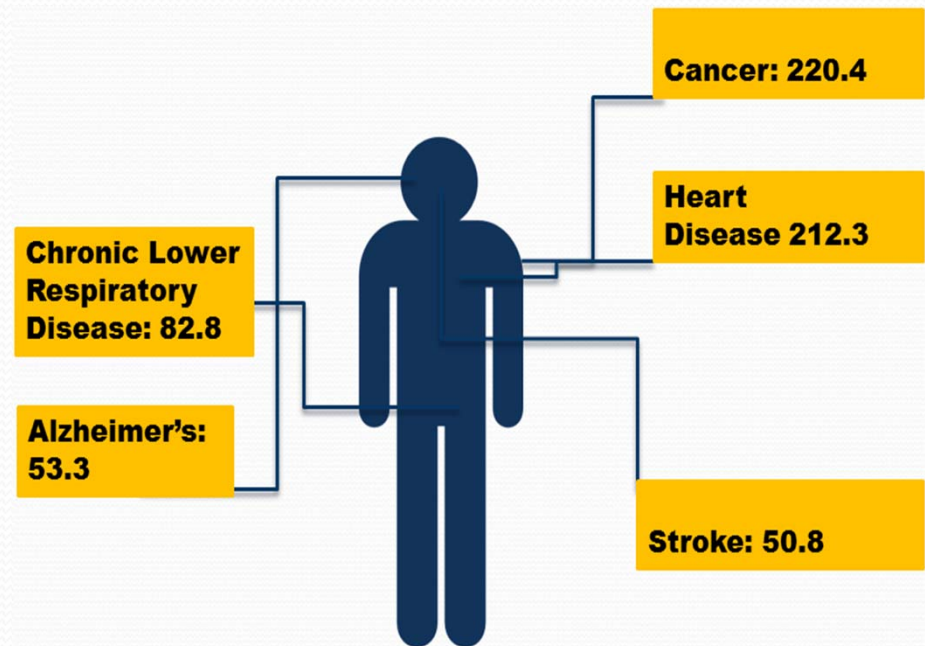 Cancer: 220.4
Heart
Disease 212.3
Chronic Lower
Respiratory
Disease: 82.8
Alzheimer’s:
53.3
Stroke: 50.8